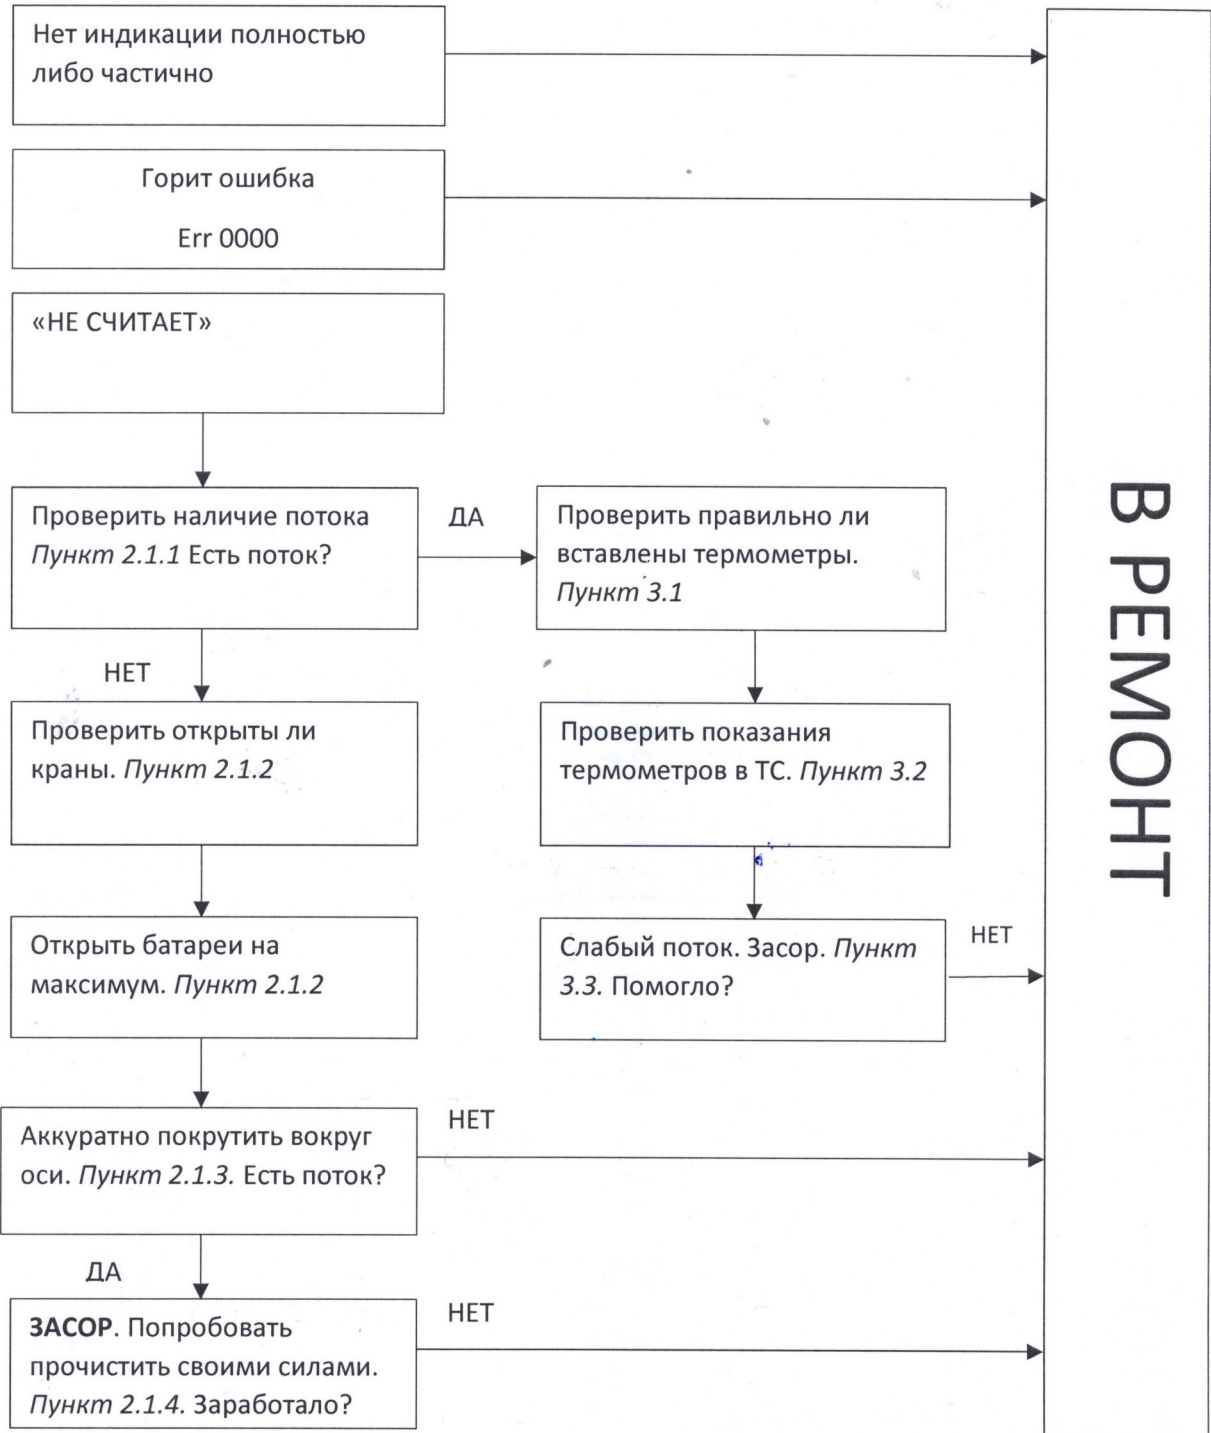 Нет индикации полностью
либо частично
Горит ошибка
Err 0000
«НЕ СЧИТАЕТ»
Проверить наличие потока
Пункт 2.1.1 Есть поток?
ДА
Проверить правильно ли
вставлены термометры.
Пункт 3.1
НЕТ
Проверить открыты ли
краны. Пункт 2.1.2
Проверить показания
термометров в ТС. Пункт 3.2
Открыть батареи на
максимум. Пункт 2.1.2
Слабый поток. Засор. Пункт
3.3. Помогло?
НЕТ
Аккуратно покрутить вокруг
оси. Пункт 2.1.3. Есть поток?
НЕТ
ДА
ЗАСОР. Попробовать
прочистить своими силами.
Пункт 2.1.4. Заработало?
НЕТ
В РЕМОНТ